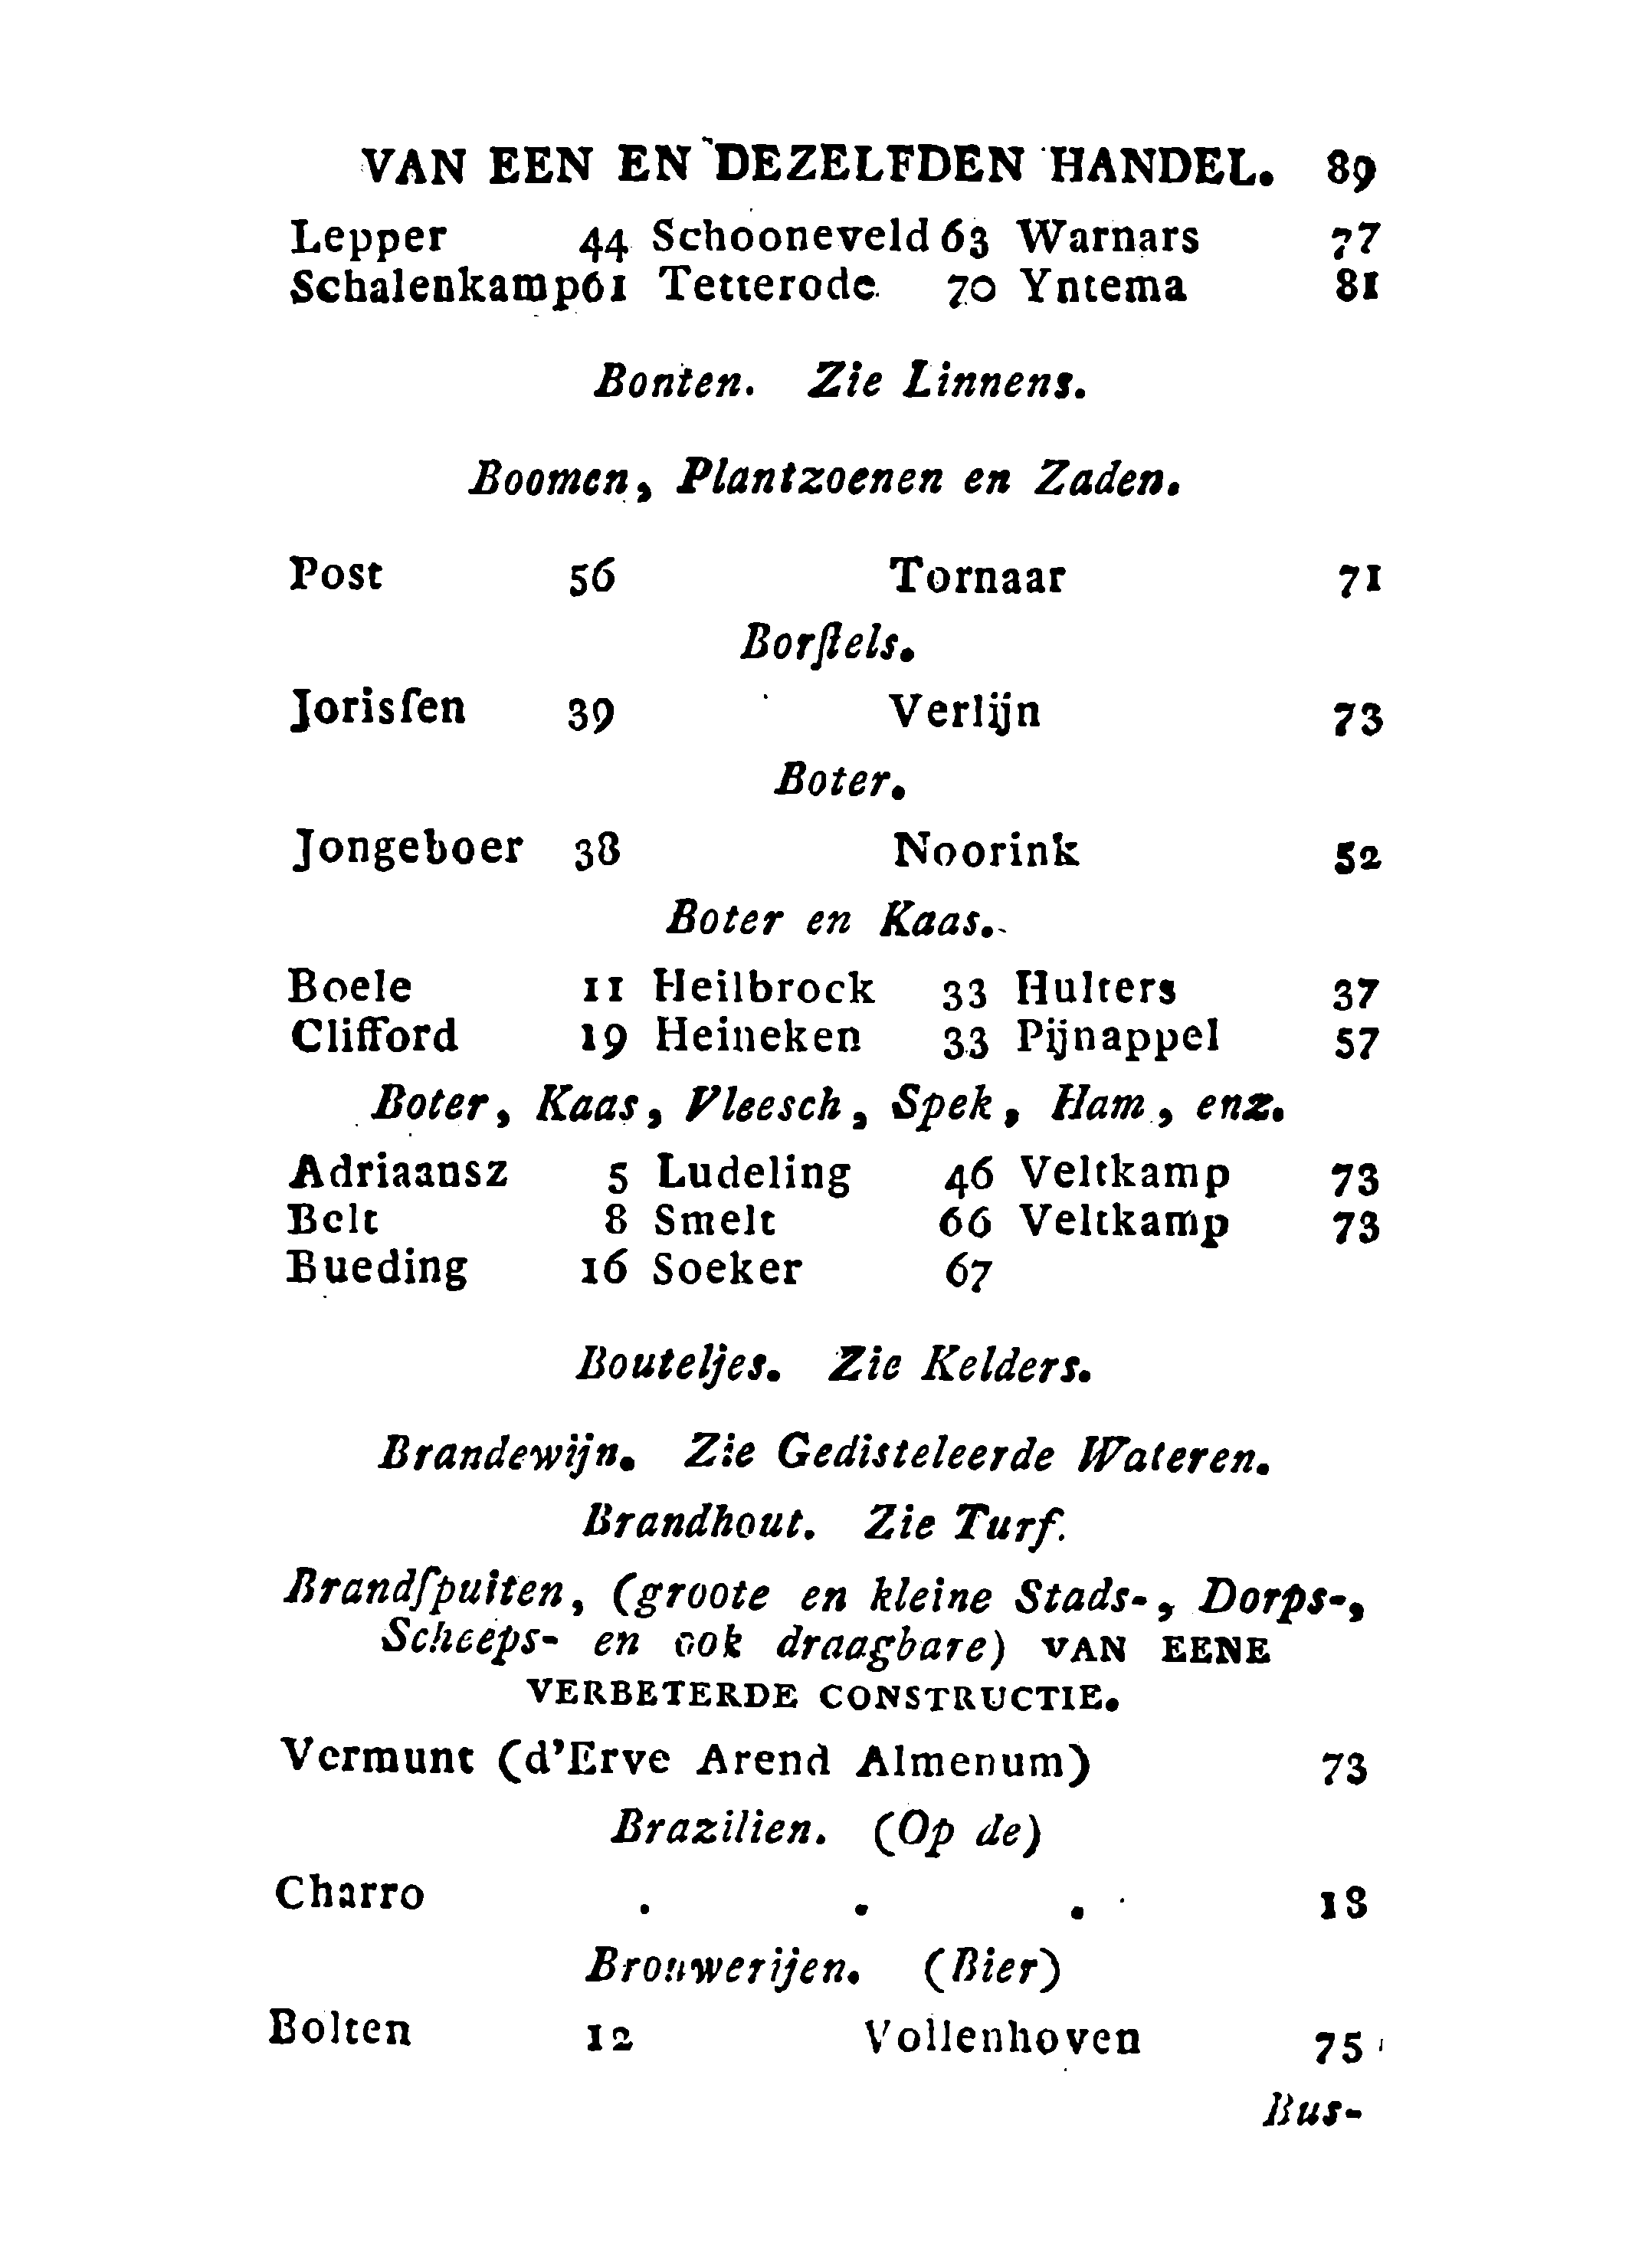 VAN EEN EN DEZELFDEN HANDEL. 89
Lepper 44 Schooneveld 63 Warnars 77
Schalenkamp 61 Tetterode 70 Yntema 81
Bonten. Zie Linnens.
Boomen, Plantzoenen en Zaden.
Post 56 Tornaar 71
Borſtels.
Jorisſen 39 Verlijn 73
Boter.
Jongeboer 38 Noorink 52
Boter en Kaas.
Boele 11 Heilbrock 33 Hulters 37
Clifford 19 Heineken 33 Pijnappel 57
Boter, Kaas, Vleesch, Spek, Ham, enz.
Adriaansz 5 Ludeling 46 Veltkamp 73
Belt 8 Smelt 66 Veltkamp 73
Bueding 16 Soeker 67
Bouteljes. Zie Kelders.
Brandewijn. Zie Gedisteleerde Wateren.
Brandhout. Zie Turf.
Brandſpuiten, (groote en kleine Stads-, Dorps-,
Scheeps- en ook draagbare) VAN EENE
VERBETERDE CONSTRUCTIE.
Vermunt (d'Erve Arend Almenum) 73
Brazilien. (Op de)
Charro . . . 18
Brouwerijen. (Bier)
Bolten 12 Vollenhoven 75
Bus-